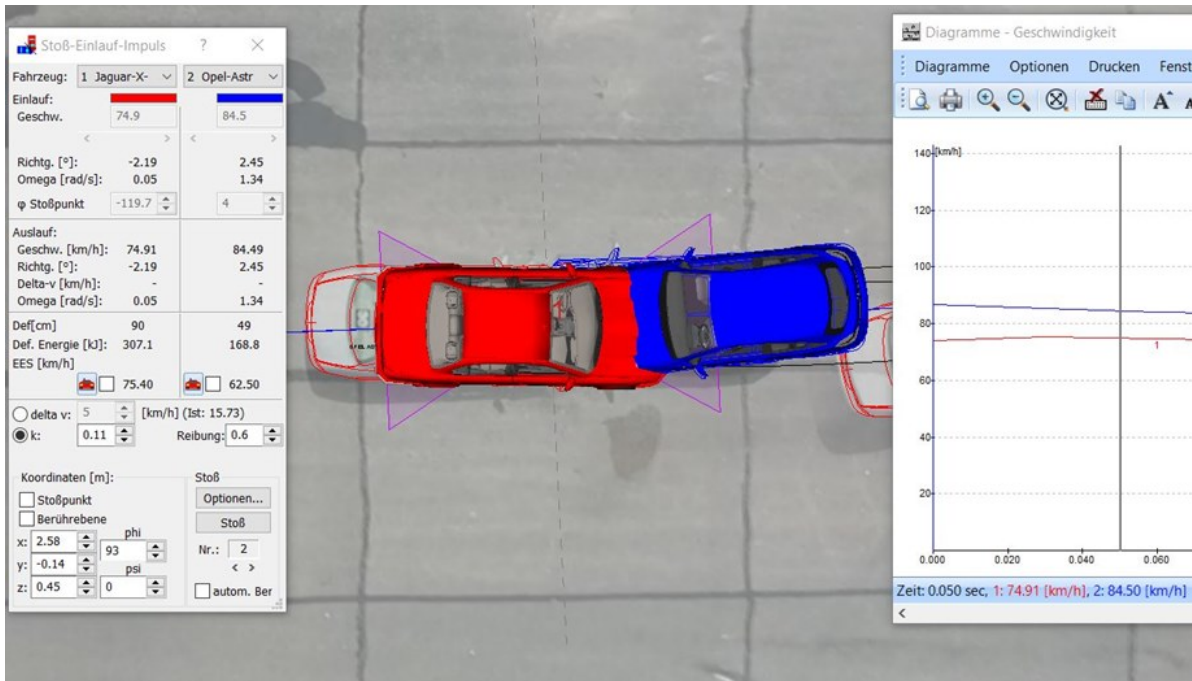 Stoß-Einlauf-Impuls ?
Fahrzeug: 1 Jaguar-X- 2 Opel-Astr
Einlauf:
Geschw. 74.9 84.5
Richtg. [°]: -2.19 2.45
Omega [rad/s]: 0.05 1.34
φ Stoßpunkt -119.7 4
Auslauf:
Geschw. [km/h]: 74.91 84.49
Richtg. [°]: -2.19 2.45
Delta-v [km/h]: - -
Omega [rad/s]: 0.05 1.34
Def[cm] 90 49
Def. Energie [kJ]: 307.1 168.8
EES [km/h]
75.40 62.50
delta v: 5 [km/h] (Ist: 15.73)
k: 0.11 Reibung: 0.6
Koordinaten [m]:
Stoßpunkt
Berührebene
x: 2.58 phi
93
y: -0.14 psi
z: 0.45 0
Stoß
Optionen...
Stoß
Nr.: 2
< >
autom. Ber
Diagramme - Geschwindigkeit
Diagramme Optionen Drucken Fenst
140 [km/h]
120
100
80
60
40
20
1
0.000 0.020 0.040 0.060
Zeit: 0.050 sec, 1: 74.91 [km/h], 2: 84.50 [km/h]
<